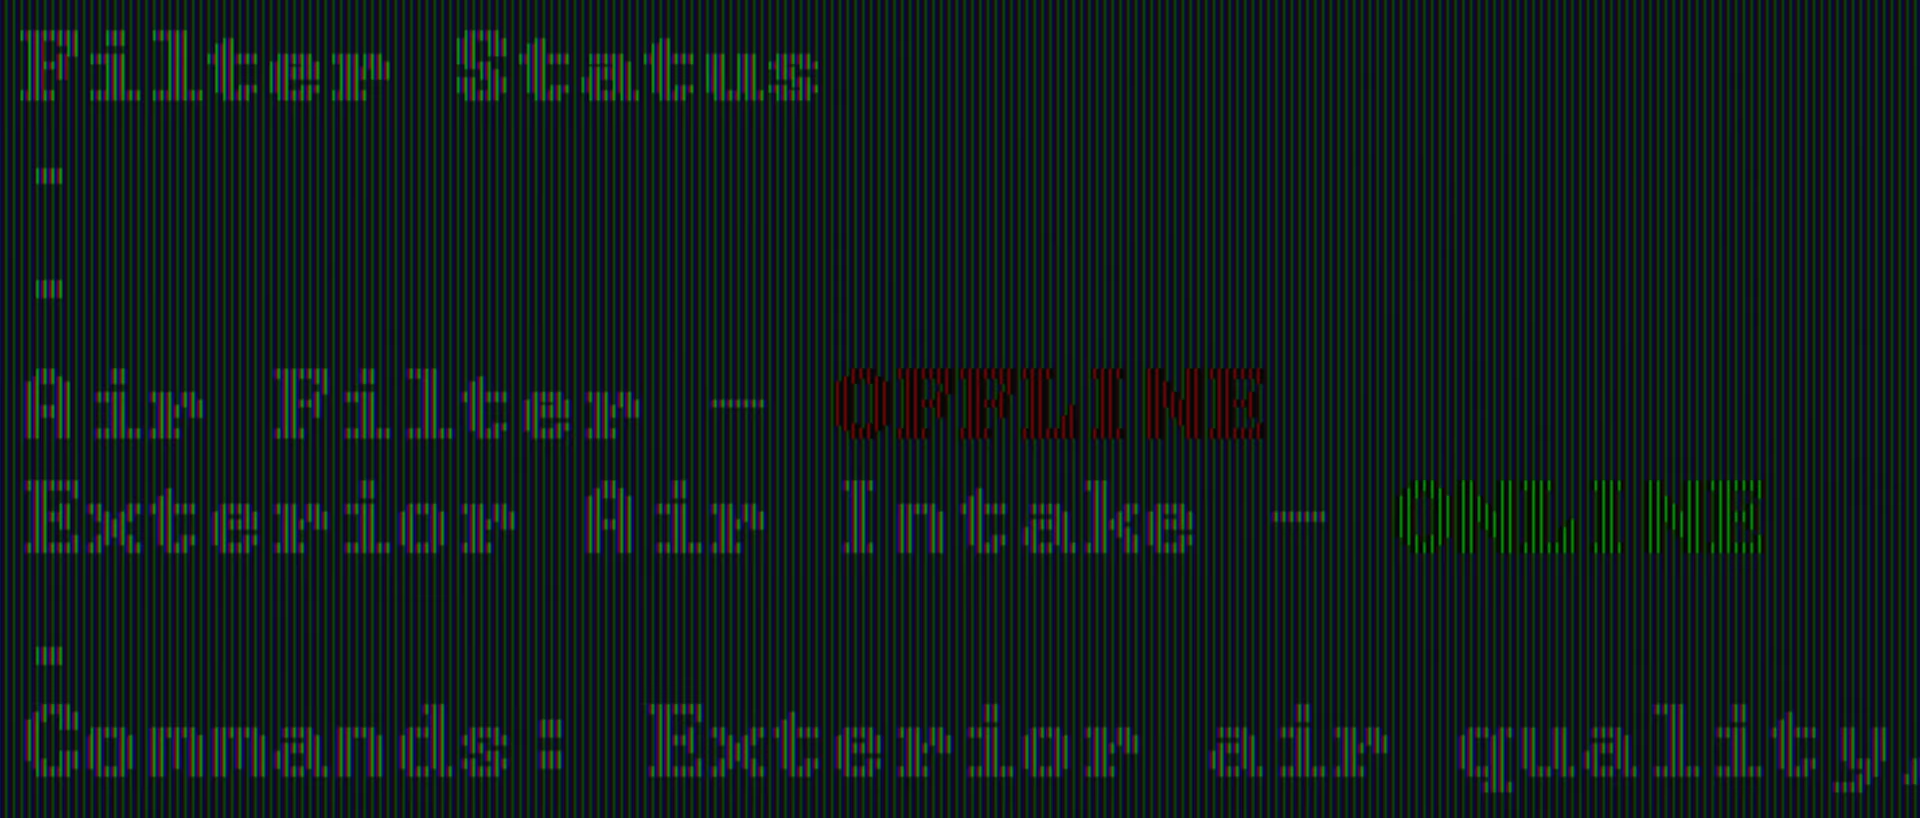 Filter Status
-
-
Air Filter — OFFLINE
Exterior Air Intake — ONLINE
-
Commands: Exterior air quality,